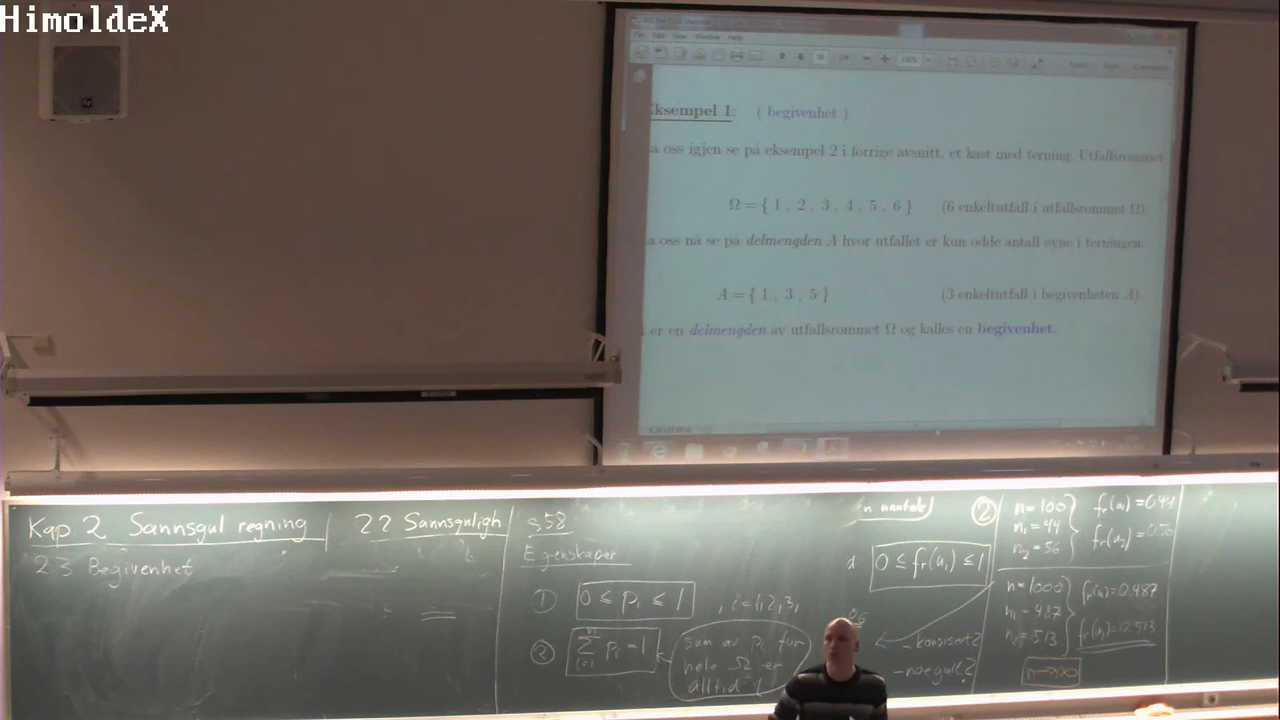 HimoldeX
Eksempel 1: ( begivenhet )
a oss igjen se på eksempel 2 i forrige avsnitt, et kast med terning. Utfallsrommet
Ω = { 1 , 2 , 3 , 4 , 5 , 6 } (6 enkeltutfall i utfallsrommet Ω)
a oss nå se på delmengden A hvor utfallet er kun odde antall øyne i terningen.
A = { 1 , 3 , 5 } (3 enkeltutfall i begivenheten A)
er en delmengden av utfallsrommet Ω og kalles en begivenhet.
Kap 2 Sannsgul regning
2.2 Sannsynligh
2.3 Begivenhet
s58
Egenskaper
① 0 ≤ pᵢ ≤ 1 , i=1,2,3,
② ∑ pᵢ = 1
i=1
Sum av pᵢ for
hele Ω er
alltid 1
0 ≤ fᵣ(uᵢ) ≤ 1
OG
- konsistent?
②
n=100
n₁=44
n₂=56
fᵣ(u₁)=0.44
fᵣ(u₂)=0.56
n=1000
n₁=487
n₂=513
fᵣ(u₁)=0.487
fᵣ(u₂)=0.513
n→∞